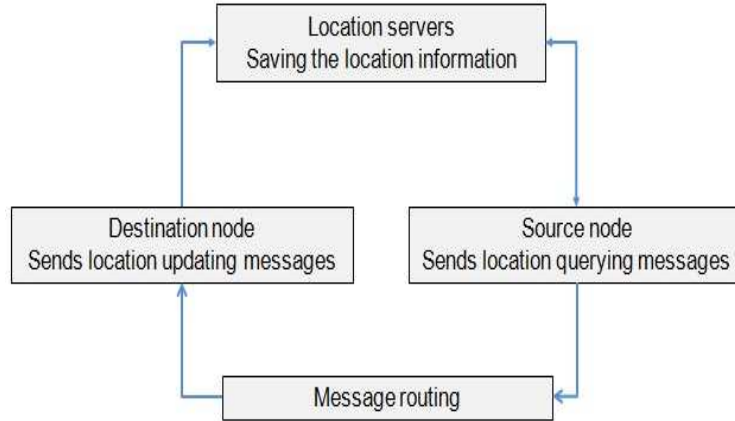 Location servers
Saving the location information
Destination node
Sends location updating messages
Source node
Sends location querying messages
Message routing